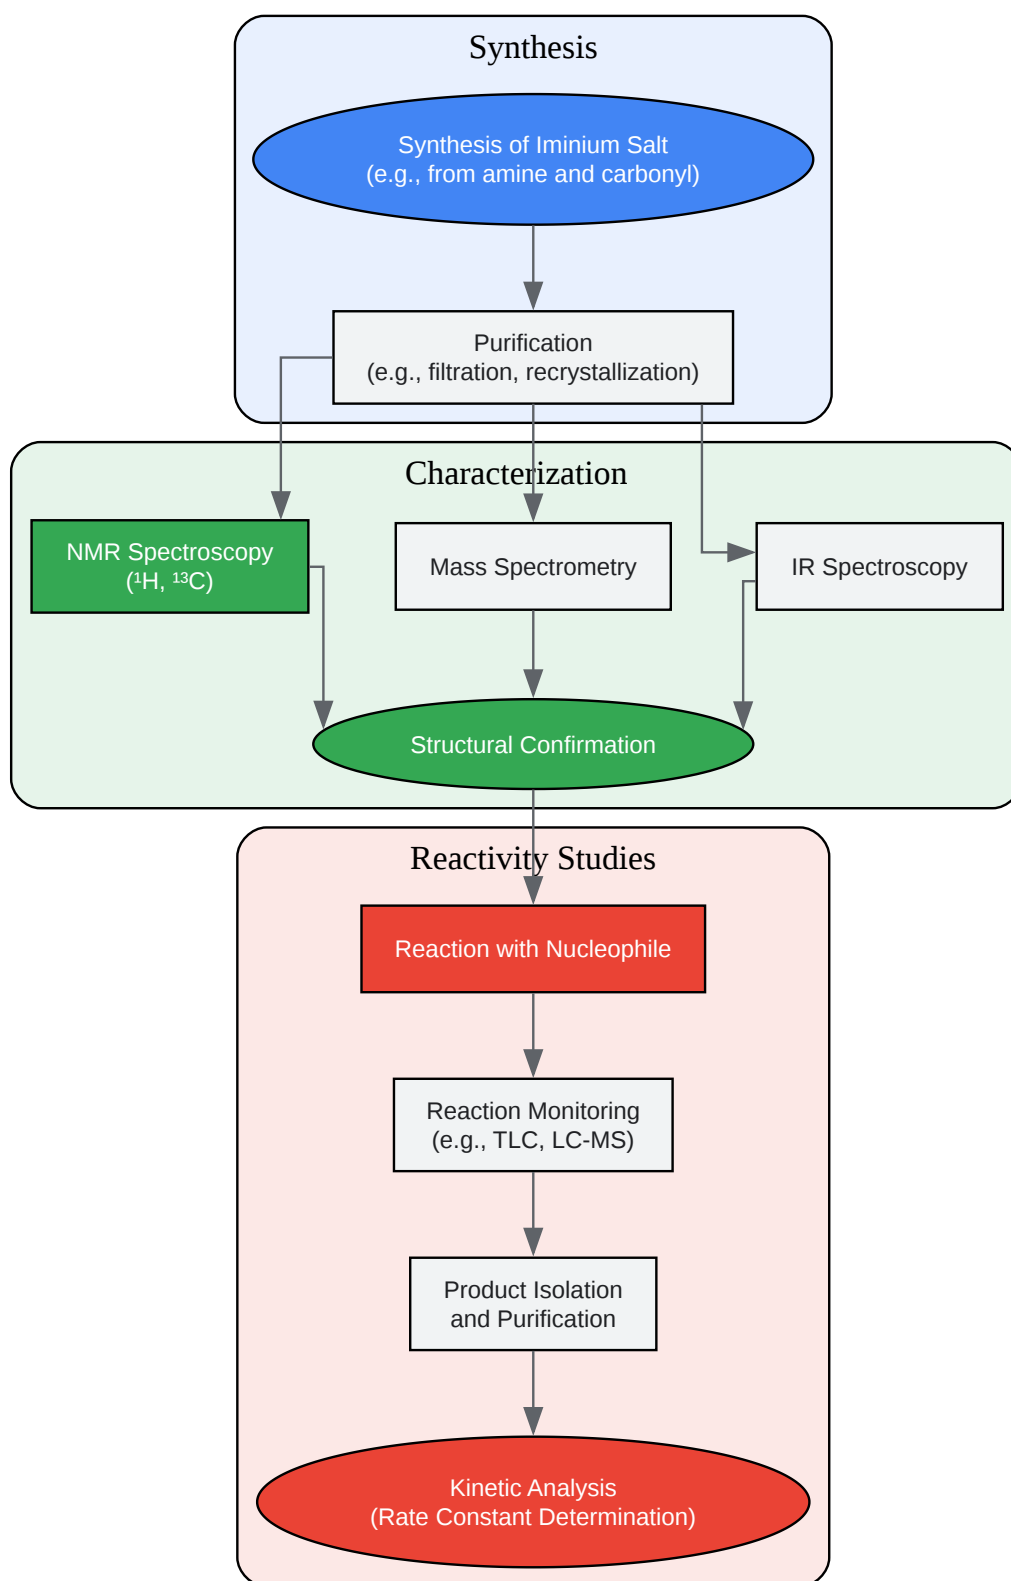 Synthesis
Synthesis of Iminium Salt
(e.g., from amine and carbonyl)
Purification
(e.g., filtration, recrystallization)
Characterization
NMR Spectroscopy
(¹H, ¹³C)
Mass Spectrometry
IR Spectroscopy
Structural Confirmation
Reactivity Studies
Reaction with Nucleophile
Reaction Monitoring
(e.g., TLC, LC-MS)
Product Isolation
and Purification
Kinetic Analysis
(Rate Constant Determination)